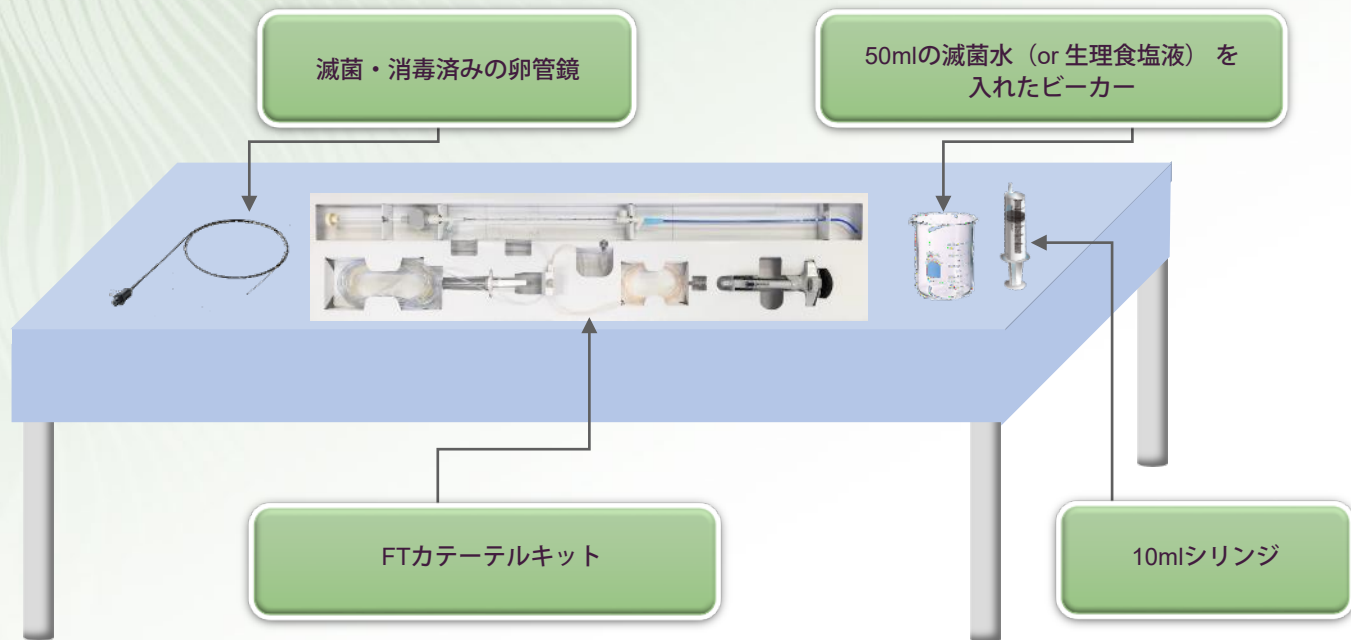 滅菌・消毒済みの卵管鏡
50mlの滅菌水（or 生理食塩液） を
入れたビーカー
FTカテーテルキット
10mlシリンジ